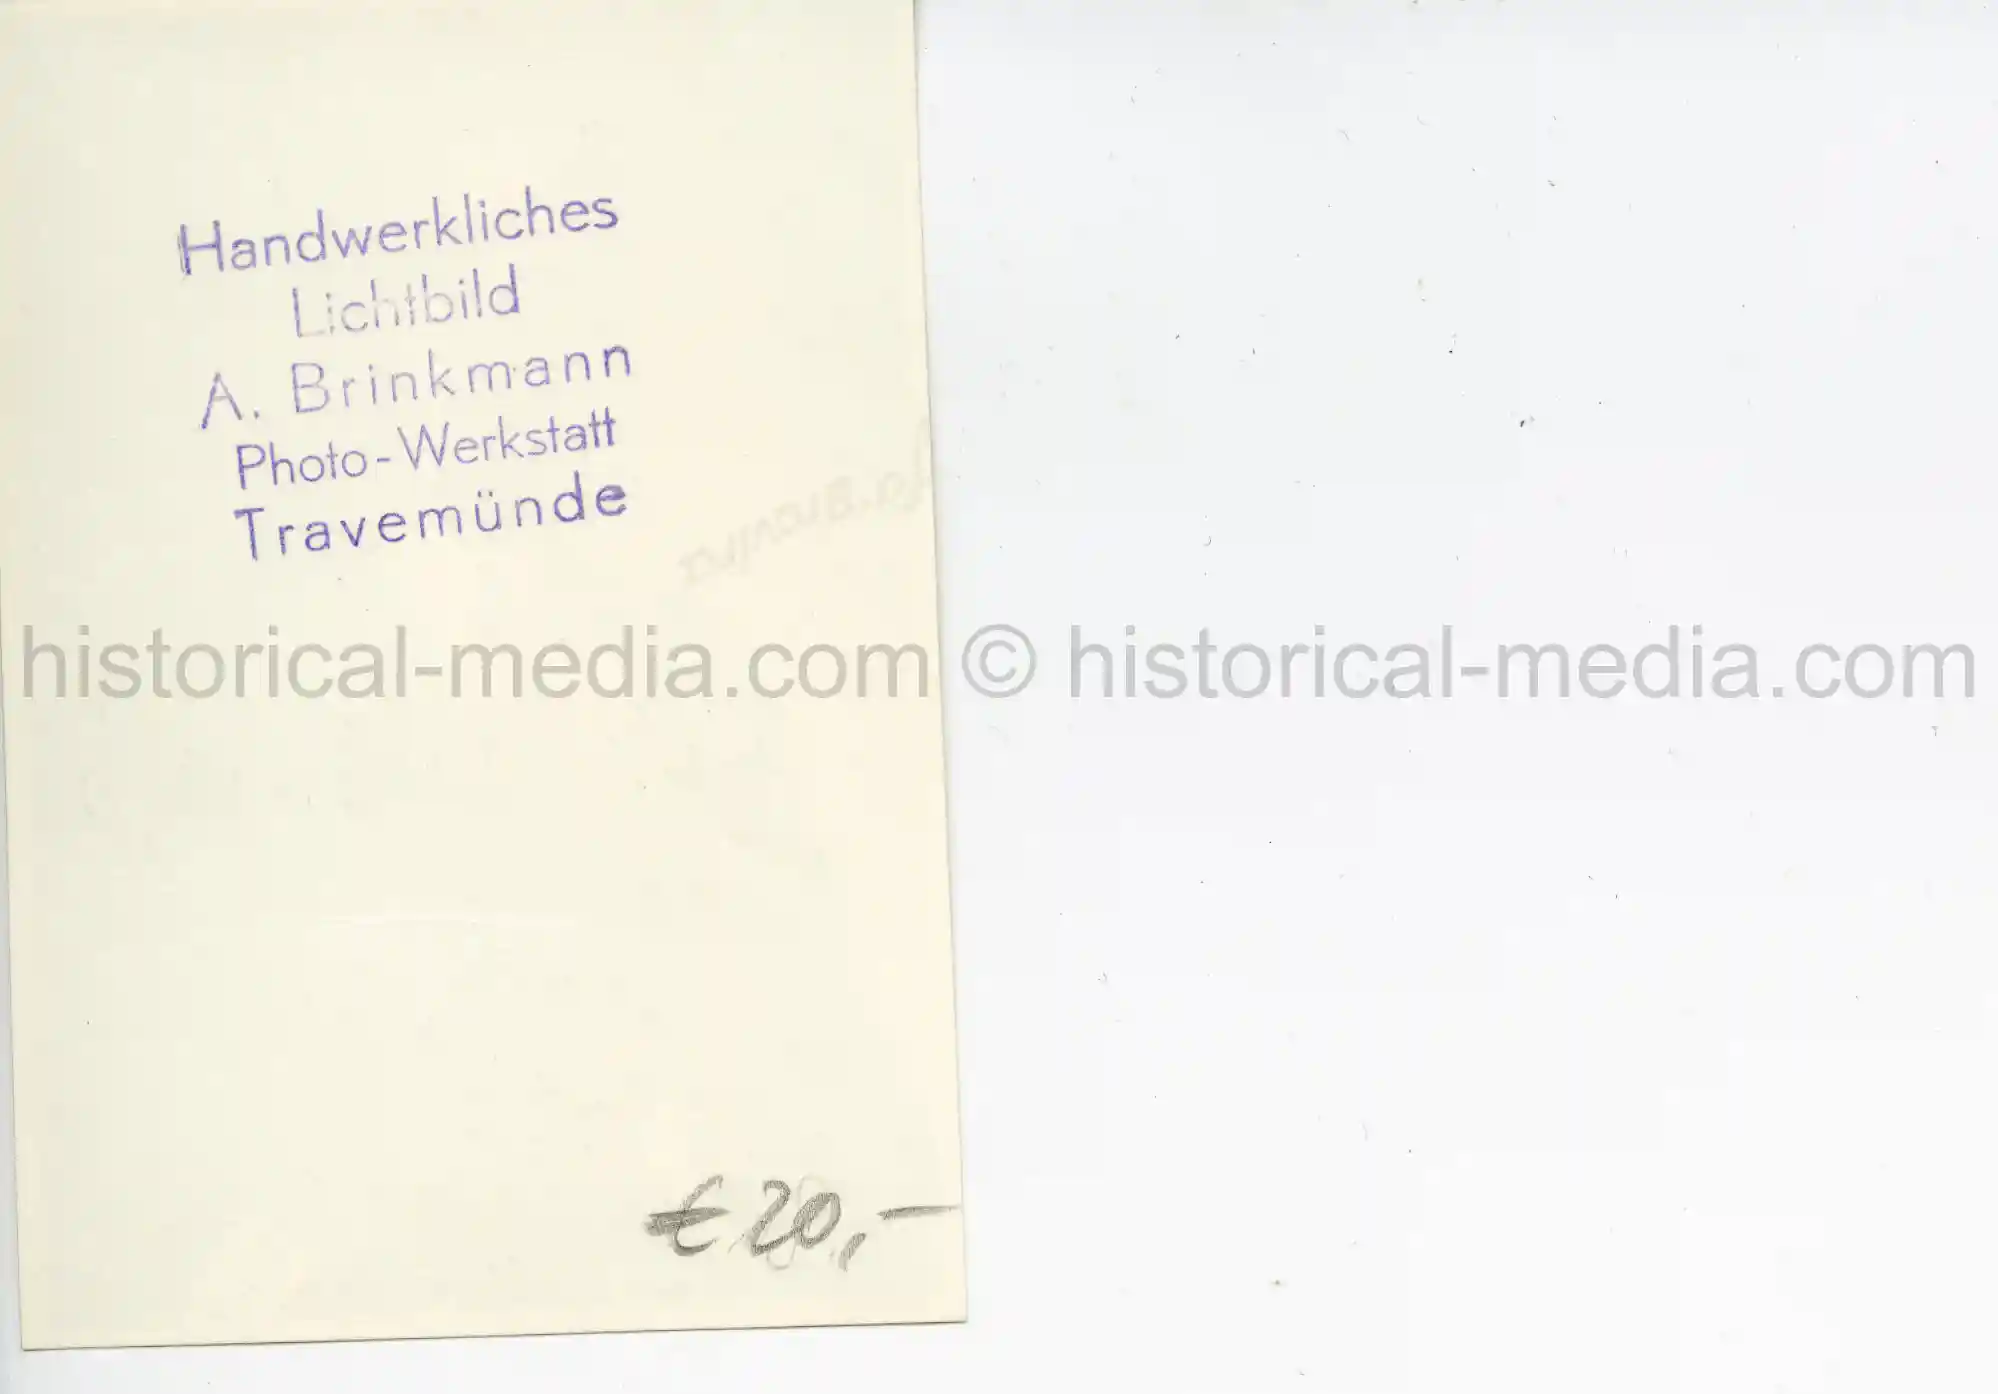 Handwerkliches
Lichtbild
A. Brinkmann
Photo-Werkstatt
Travemünde
historical-media.com © historical-media.com
€ 20,-